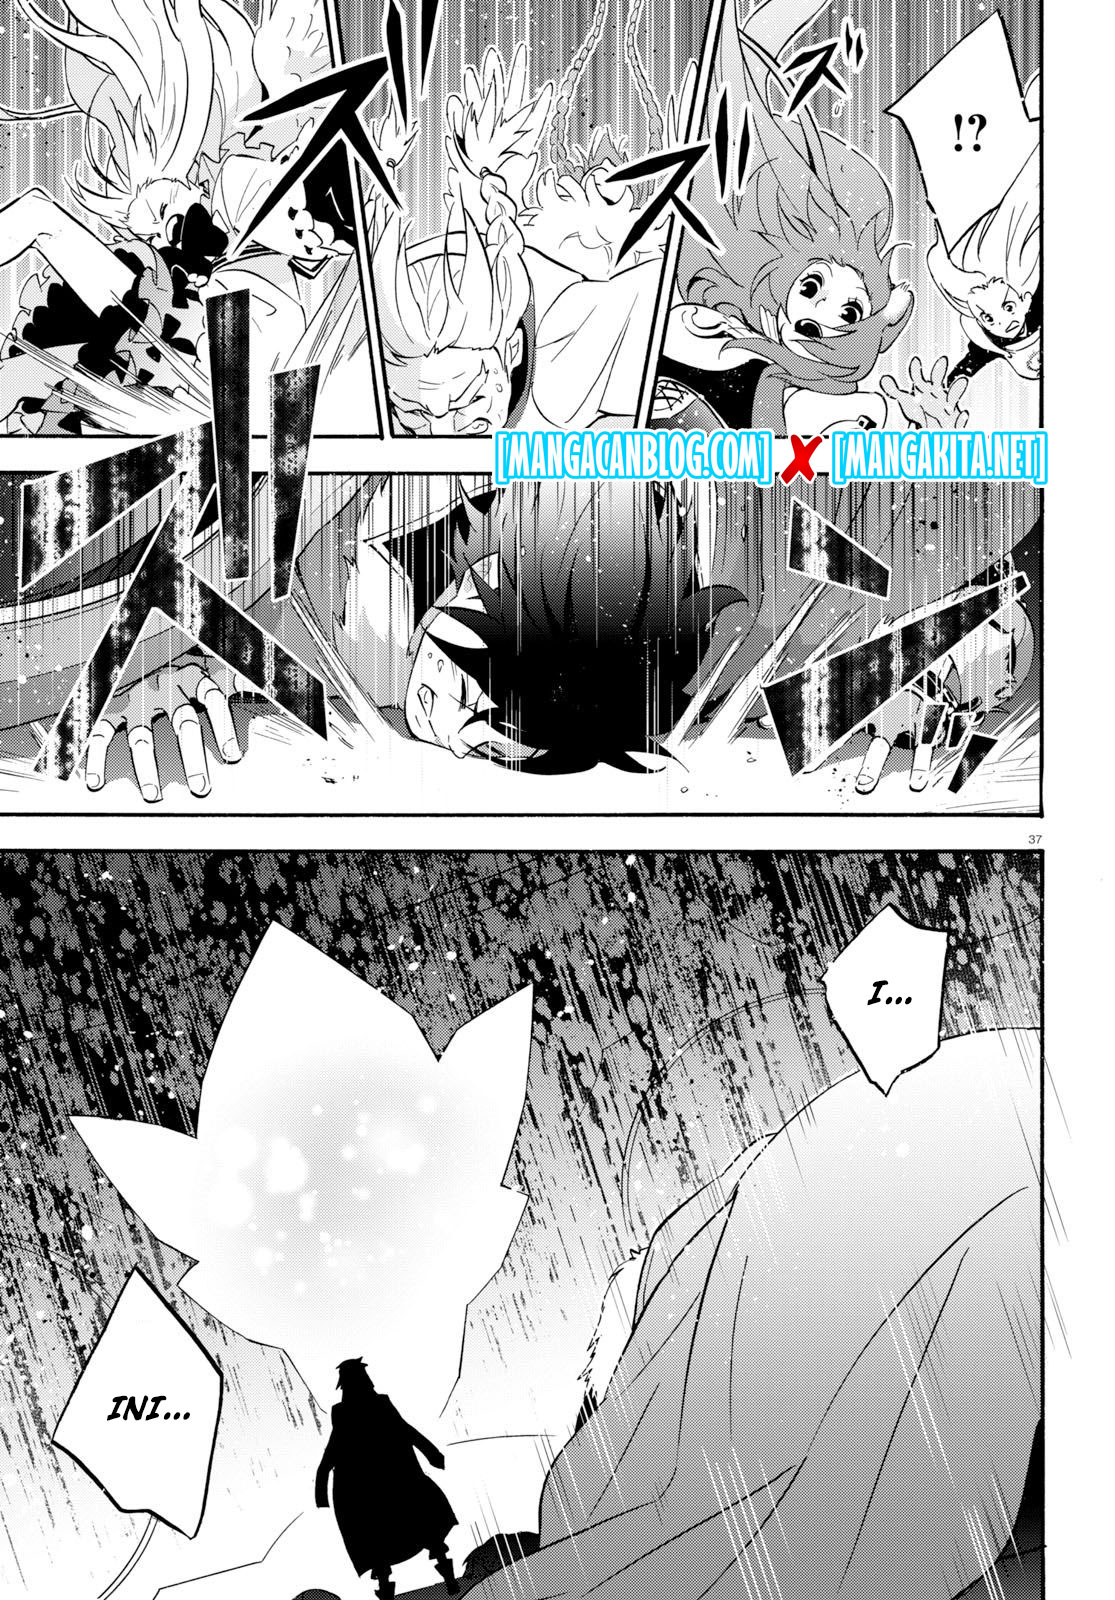 !?
ズ
ズ
ズ
[MANGACANBLOG.COM] X [MANGAKITA.NET]
37
I...
INI...